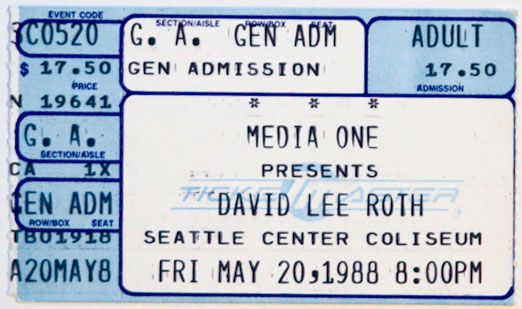 EVENT CODE
SECTION/AISLE ROW/BOX SEAT
C0520 G. A. GEN ADM ADULT
$ 17.50 GEN ADMISSION 17.50
PRICE ADMISSION
N 19641
* * *
G. A. MEDIA ONE
SECTION/AISLE
CA 1X PRESENTS
TICKETMASTER
GEN ADM DAVID LEE ROTH
ROW/BOX SEAT
TB01918 SEATTLE CENTER COLISEUM
A20MAY8 FRI MAY 20,1988 8:00PM